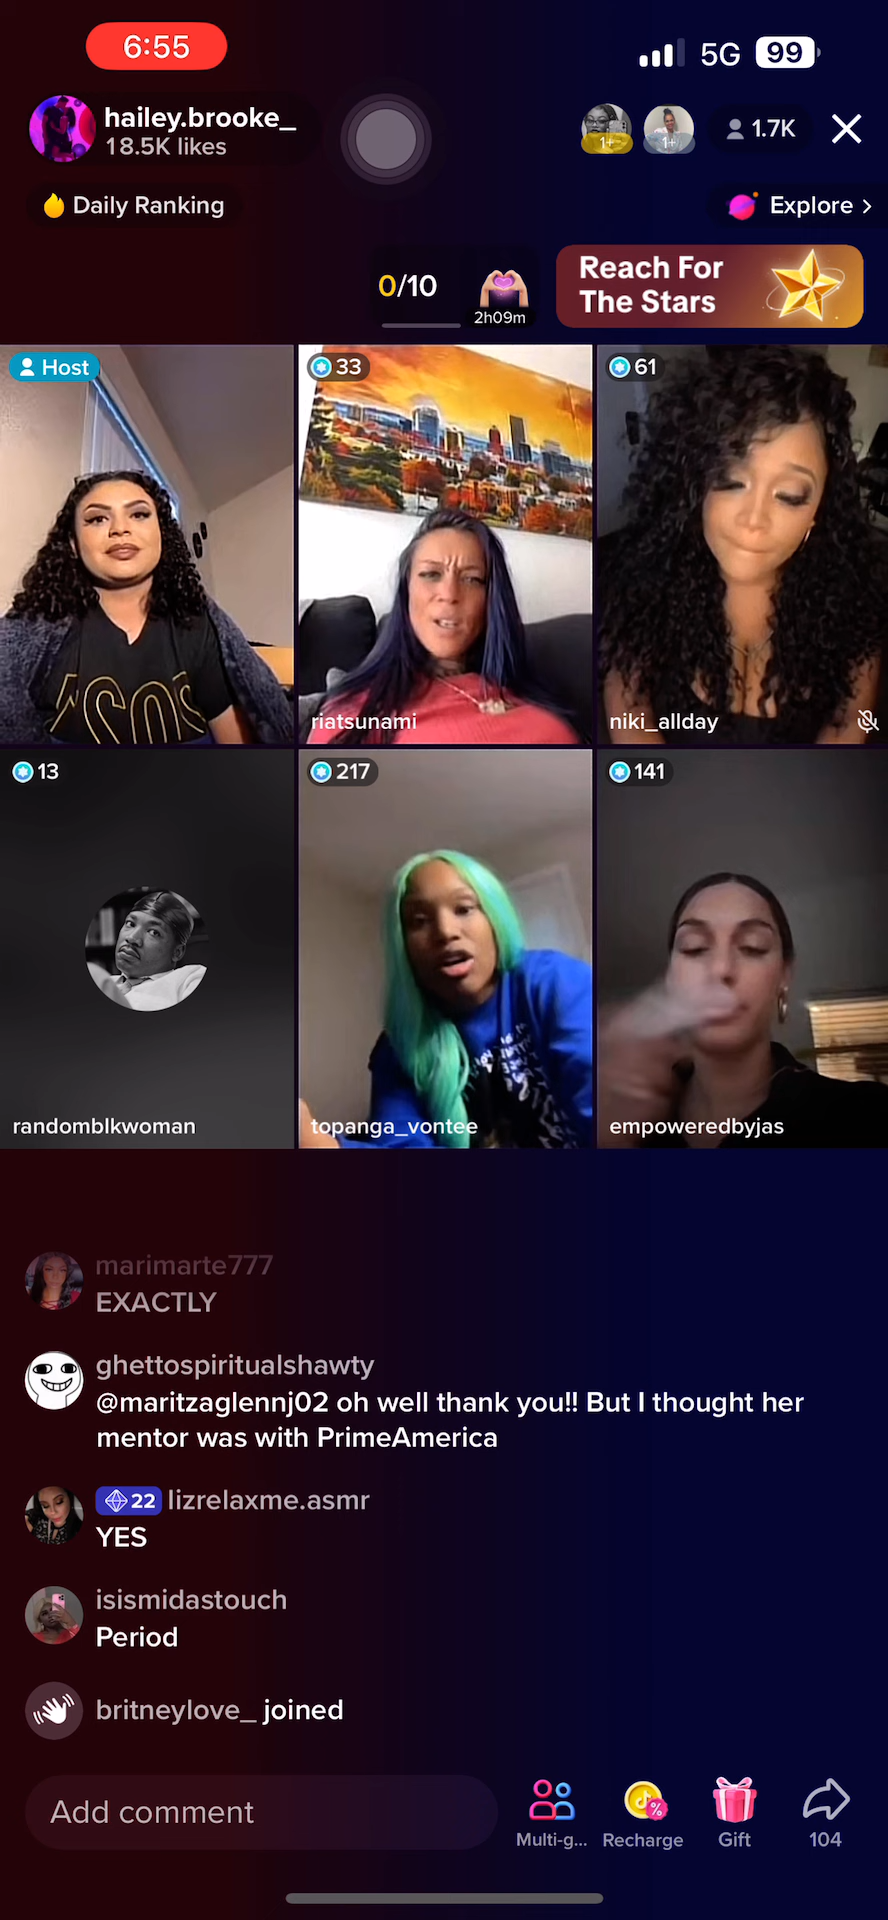 6:55
5G 99
hailey.brooke_
18.5K likes
1+
1+
1.7K
Daily Ranking
Explore >
0/10
2h09m
Reach For
The Stars
Host
33
61
riatsunami
niki_allday
13
217
141
randomblkwoman
topanga_vontee
empoweredbyjas
marimarte777
EXACTLY
ghettospiritualshawty
@maritzaglennj02 oh well thank you!! But I thought her
mentor was with PrimeAmerica
22 lizrelaxme.asmr
YES
isismidastouch
Period
britneylove_ joined
Add comment
Multi-g...
Recharge
Gift
104